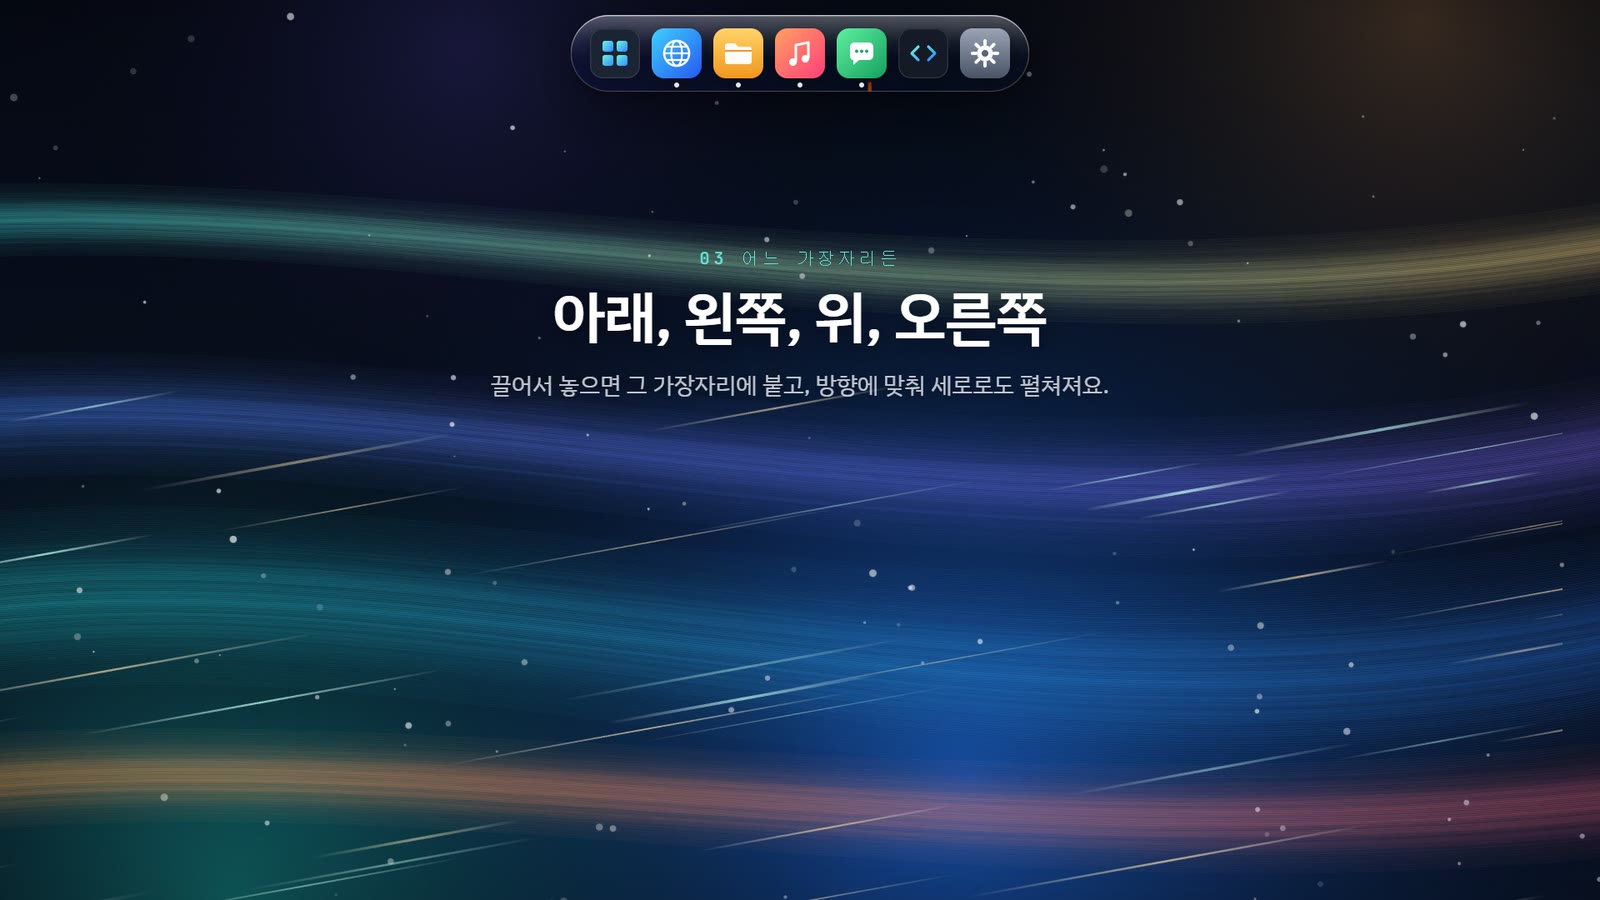 03 어느 가장자리든
아래, 왼쪽, 위, 오른쪽
끌어서 놓으면 그 가장자리에 붙고, 방향에 맞춰 세로로도 펼쳐져요.